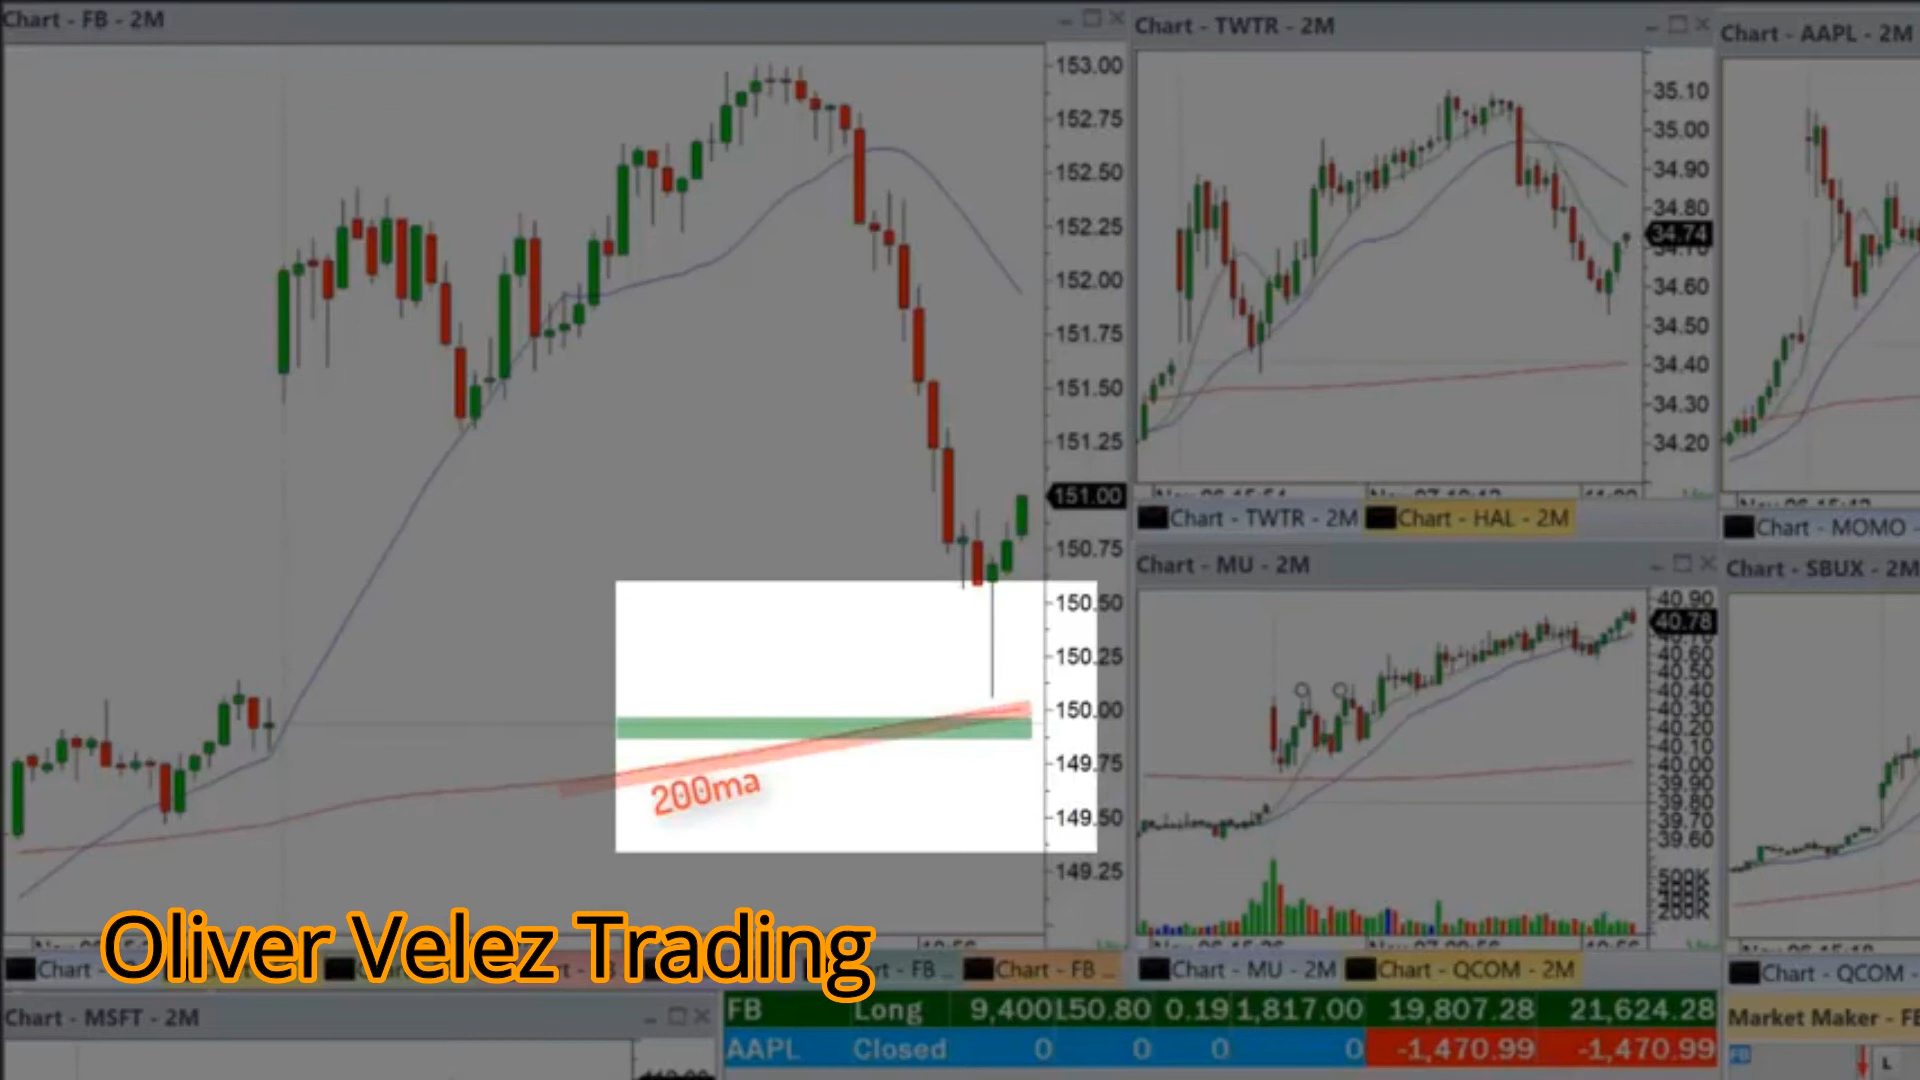 Chart - FB - 2M
153.00
152.75
152.50
152.25
152.00
151.75
151.50
151.25
151.00
150.75
150.50
150.25
150.00
149.75
149.50
149.25
200ma
Oliver Velez Trading
Chart - TWTR - 2M
35.10
35.00
34.90
34.80
34.74
34.60
34.50
34.40
34.30
34.20
Chart - TWTR - 2M
Chart - HAL - 2M
Chart - AAPL - 2M
Chart - MOMO -
Chart - MU - 2M
40.90
40.78
40.60
40.50
40.40
40.30
40.20
40.10
40.00
39.90
39.80
39.70
39.60
500K
200K
Chart - MU - 2M
Chart - QCOM - 2M
Chart - SBUX - 2M
Chart - QCOM -
- FB
Chart - FB ...
Chart - MSFT - 2M
FB Long 9,400 150.80 0.19 1,817.00 19,807.28 21,624.28
AAPL Closed 0 0 0 0 -1,470.99 -1,470.99
Market Maker - FB
FB
L